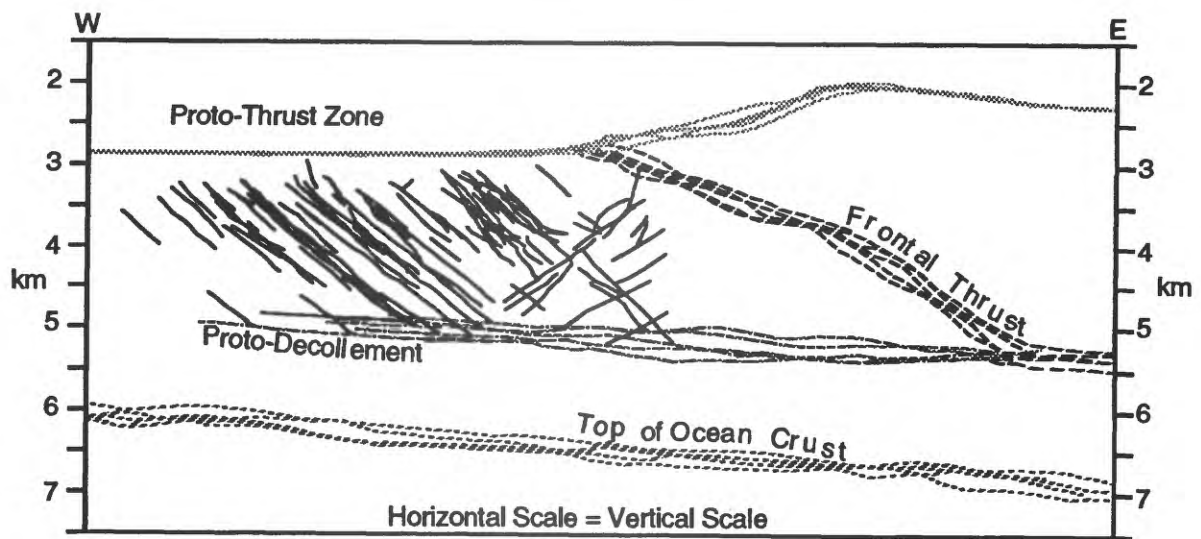 W E
2 2
Proto-Thrust Zone
3 3
Frontal Thrust
4 4
km km
5 5
Proto-Decollement
6 6
Top of Ocean Crust
7 7
Horizontal Scale = Vertical Scale